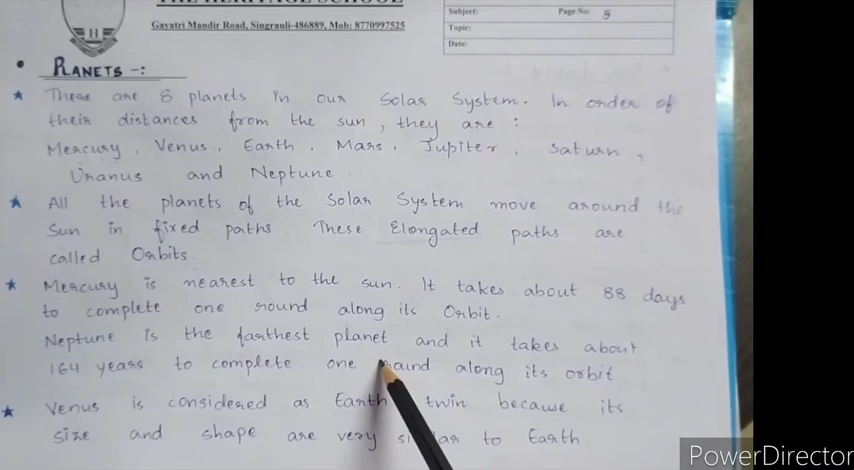 THE HERITAGE SCHOOL
Gayatri Mandir Road, Singrauli-486889, Mob: 8770997525
Subject: Page No: 5
Topic:
Date:
H
• PLANETS -:
★ There are 8 planets in our Solar System. In order of
their distances from the sun, they are :
Mercury, Venus, Earth, Mars, Jupiter, Saturn,
Uranus and Neptune.
★ All the planets of the Solar System move around the
Sun in fixed paths. These Elongated paths are
called Orbits.
★ Mercury is nearest to the sun. It takes about 88 days
to complete one round along its Orbit.
Neptune is the farthest planet and it takes about
164 years to complete one round along its orbit
★ Venus is considered as Earth twin because its
size and shape are very similar to Earth.
PowerDirector